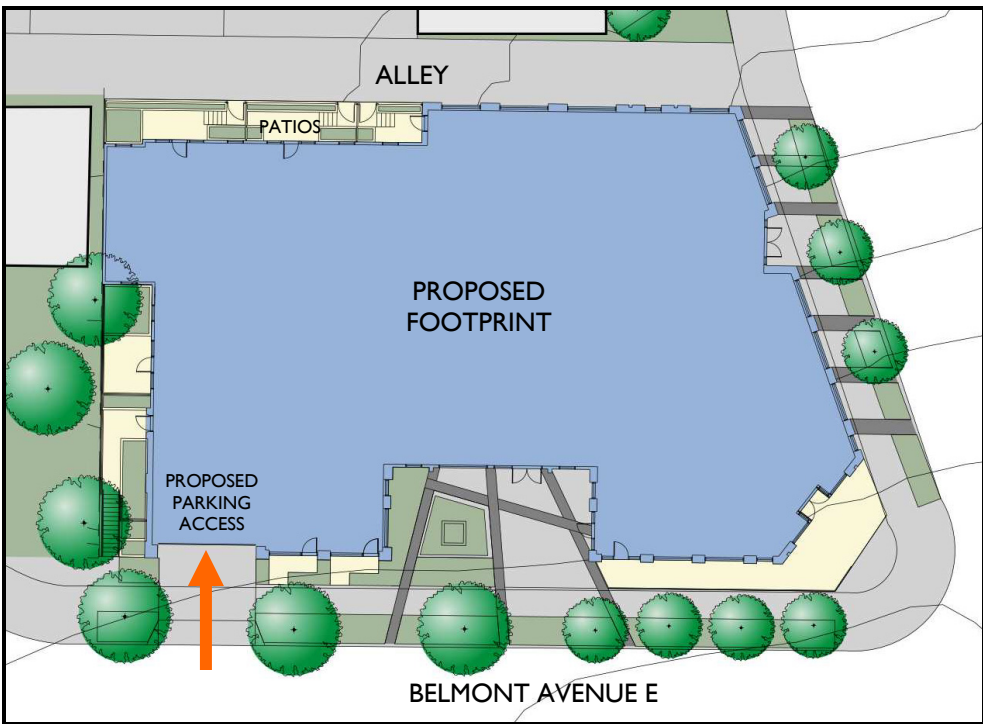 ALLEY
PATIOS
PROPOSED
FOOTPRINT
PROPOSED
PARKING
ACCESS
BELMONT AVENUE E